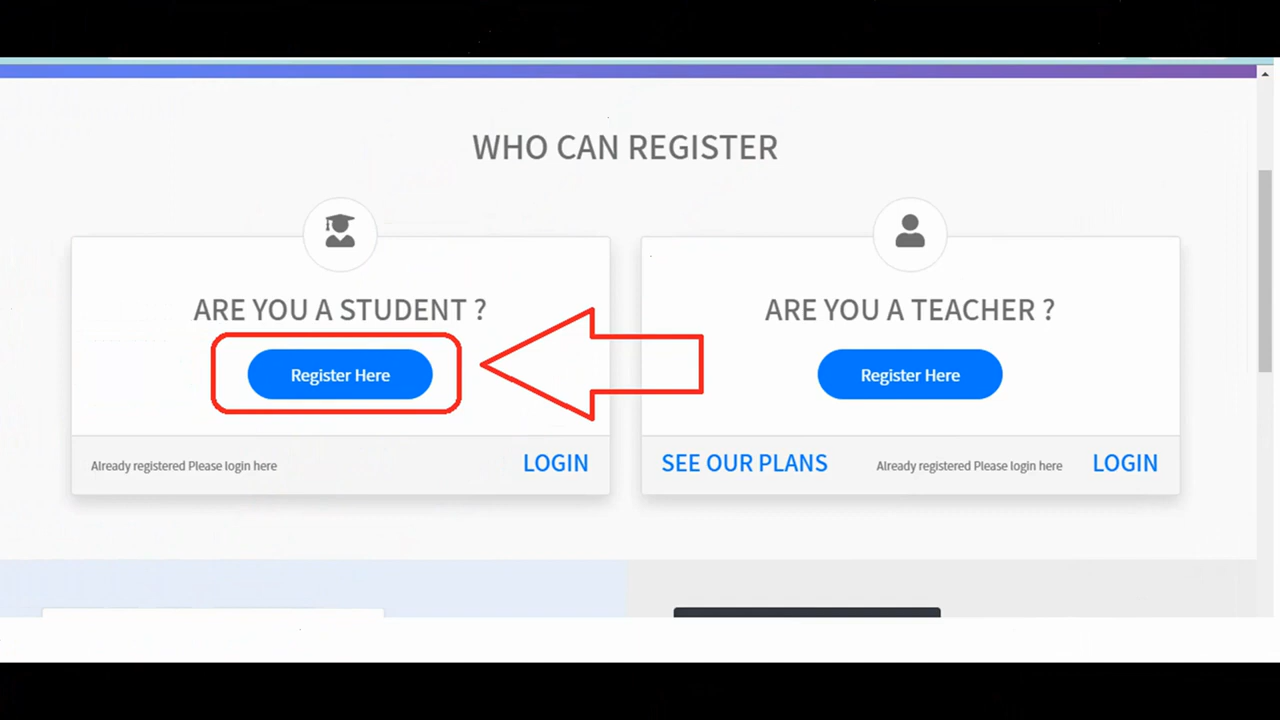 WHO CAN REGISTER
ARE YOU A STUDENT ?
Register Here
Already registered Please login here
LOGIN
ARE YOU A TEACHER ?
Register Here
SEE OUR PLANS
Already registered Please login here
LOGIN